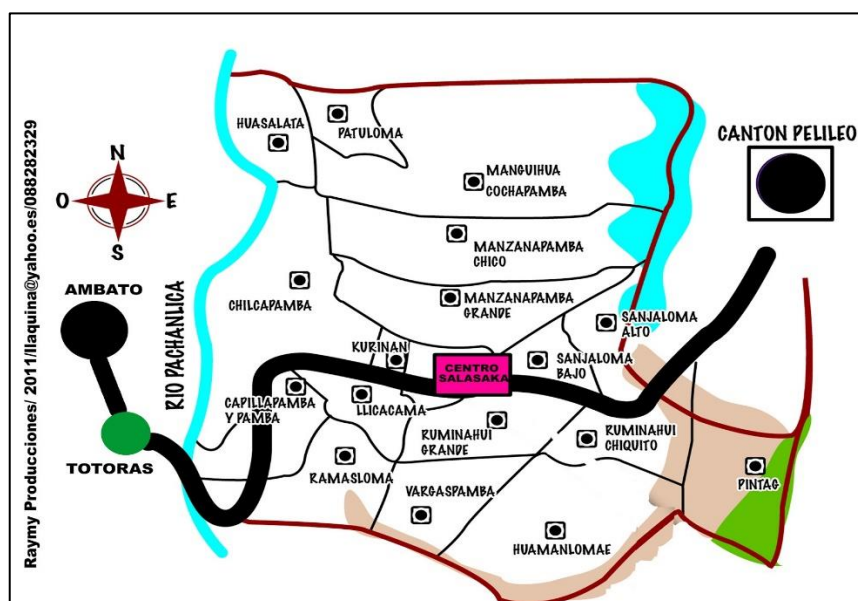 Raymy Producciones/ 2011/llaquina@yahoo.es/088282329
N
O
E
S
AMBATO
TOTORAS
RIO PACHANLICA
HUASALATA
PATULOMA
MANGUIHUA
COCHAPAMBA
MANZANAPAMBA
CHICO
CHILCAPAMBA
MANZANAPAMBA
GRANDE
SANJALOMA
ALTO
KURINAN
CENTRO
SALASAKA
SANJALOMA
BAJO
CAPILLAPAMBA
Y PAMBA
LLICACAMA
RUMINAHUI
GRANDE
RUMINAHUI
CHIQUITO
RAMASLOMA
VARGASPAMBA
HUAMANLOMAE
PINTAG
CANTON PELILEO